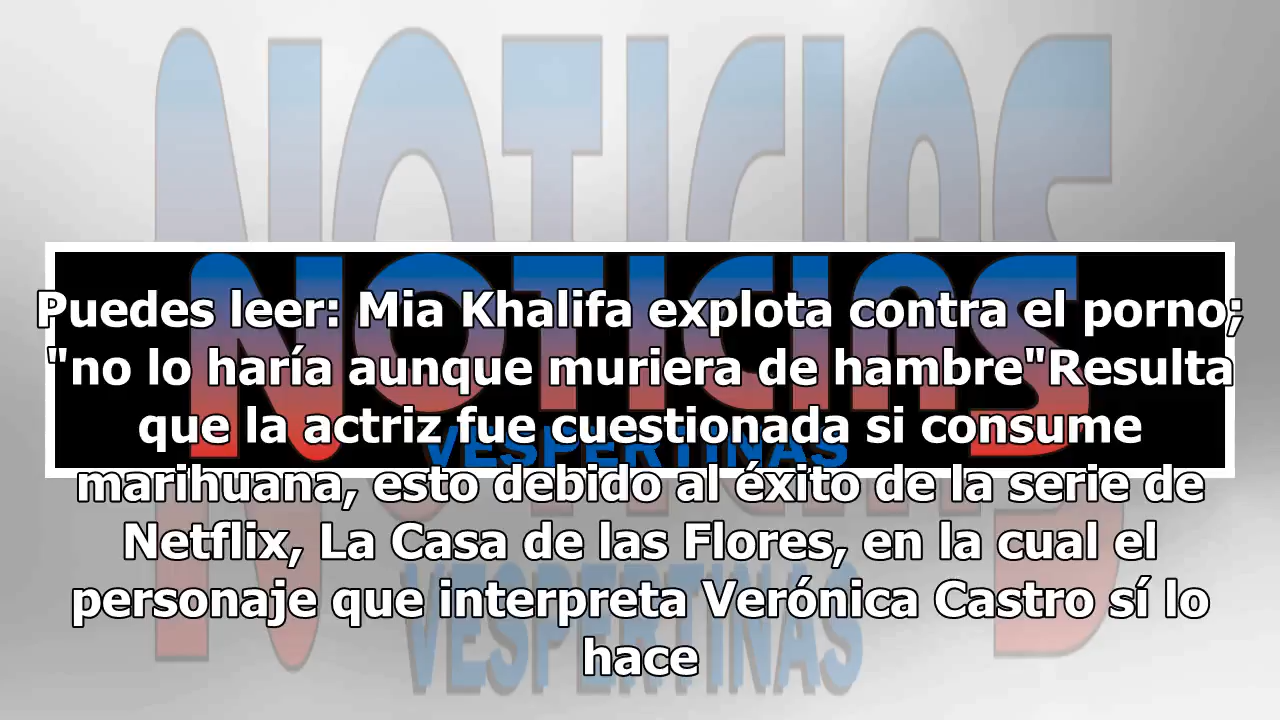 NOTICIAS
VESPERTINAS
Puedes leer: Mia Khalifa explota contra el porno;
"no lo haría aunque muriera de hambre"Resulta
que la actriz fue cuestionada si consume
marihuana, esto debido al éxito de la serie de
Netflix, La Casa de las Flores, en la cual el
personaje que interpreta Verónica Castro sí lo
hace
NOTICIAS
VESPERTINAS